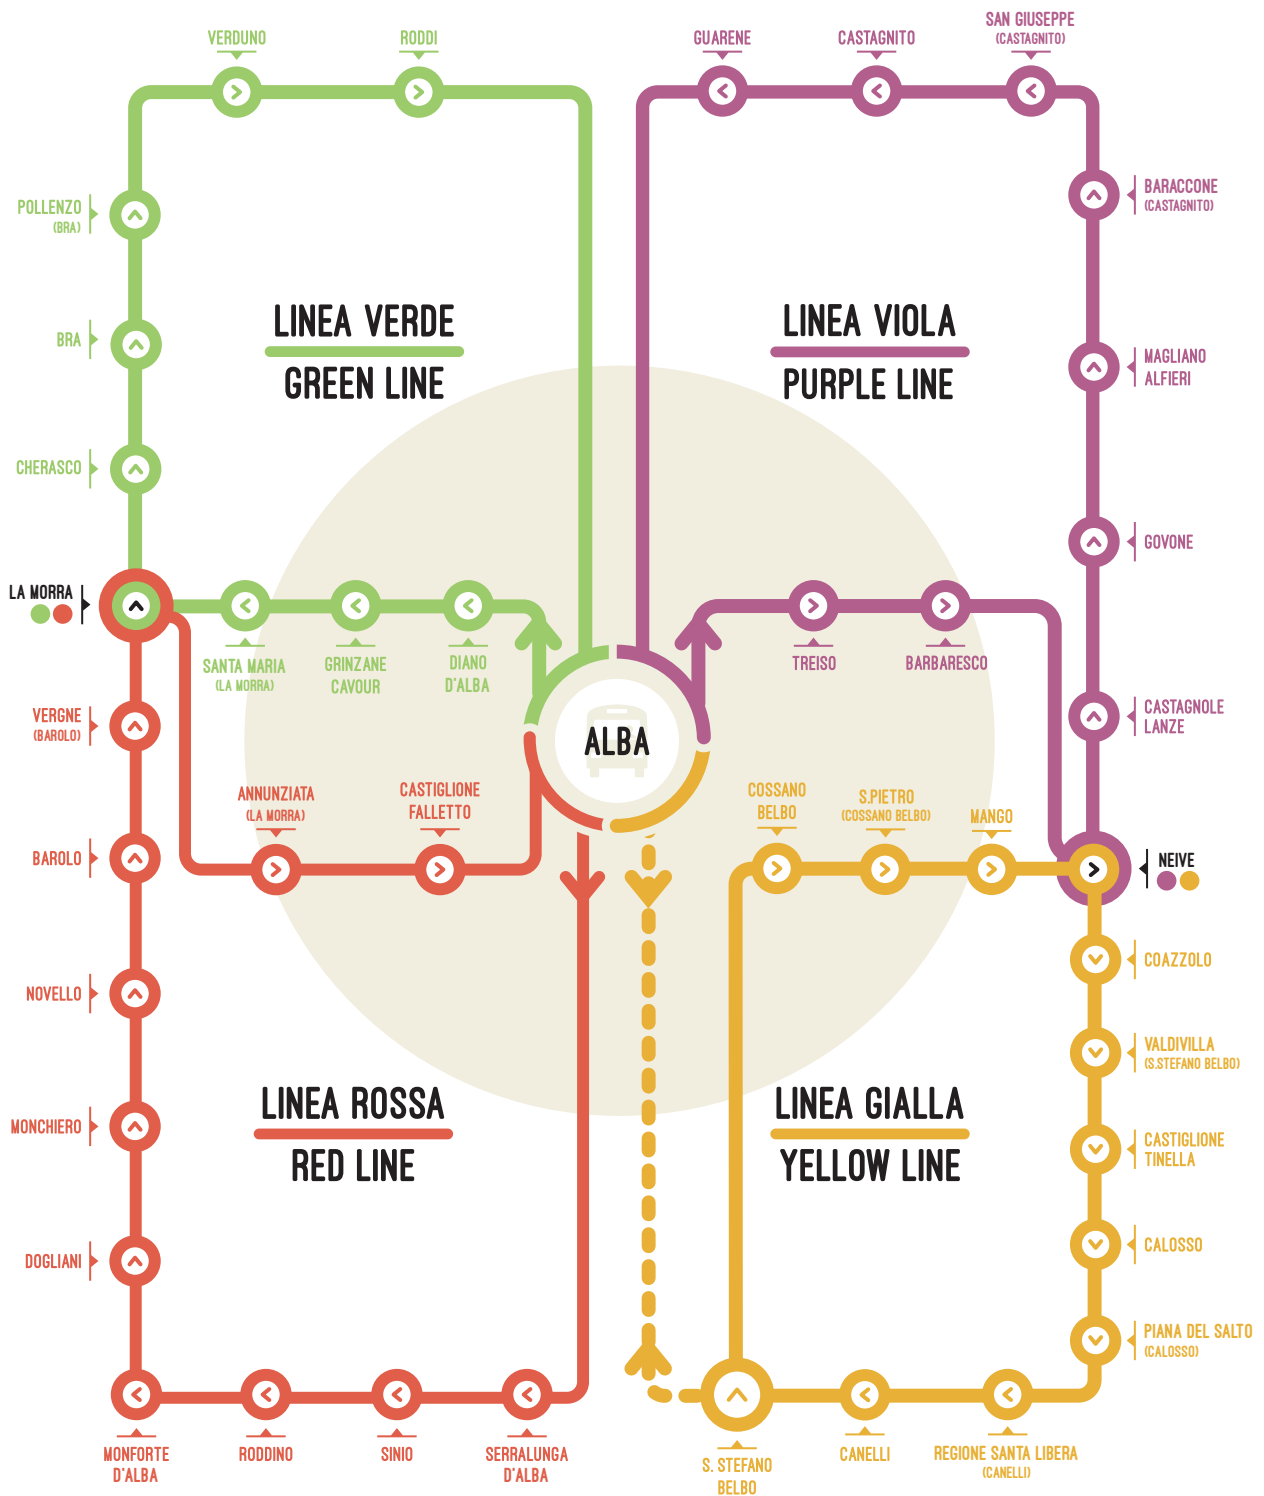 VERDUNO
RODDI
GUARENE
CASTAGNITO
SAN GIUSEPPE
(CASTAGNITO)
POLLENZO
(BRA)
BARACCONE
(CASTAGNITO)
LINEA VERDE
GREEN LINE
LINEA VIOLA
PURPLE LINE
BRA
MAGLIANO
ALFIERI
CHERASCO
GOVONE
LA MORRA
SANTA MARIA
(LA MORRA)
GRINZANE
CAVOUR
DIANO
D'ALBA
TREISO
BARBARESCO
VERGNE
(BAROLO)
ALBA
CASTAGNOLE
LANZE
ANNUNZIATA
(LA MORRA)
CASTIGLIONE
FALLETTO
COSSANO
BELBO
S.PIETRO
(COSSANO BELBO)
MANGO
BAROLO
NEIVE
NOVELLO
COAZZOLO
VALDIVILLA
(S.STEFANO BELBO)
LINEA ROSSA
RED LINE
LINEA GIALLA
YELLOW LINE
MONCHIERO
CASTIGLIONE
TINELLA
DOGLIANI
CALOSSO
PIANA DEL SALTO
(CALOSSO)
MONFORTE
D'ALBA
RODDINO
SINIO
SERRALUNGA
D'ALBA
S. STEFANO
BELBO
CANELLI
REGIONE SANTA LIBERA
(CANELLI)